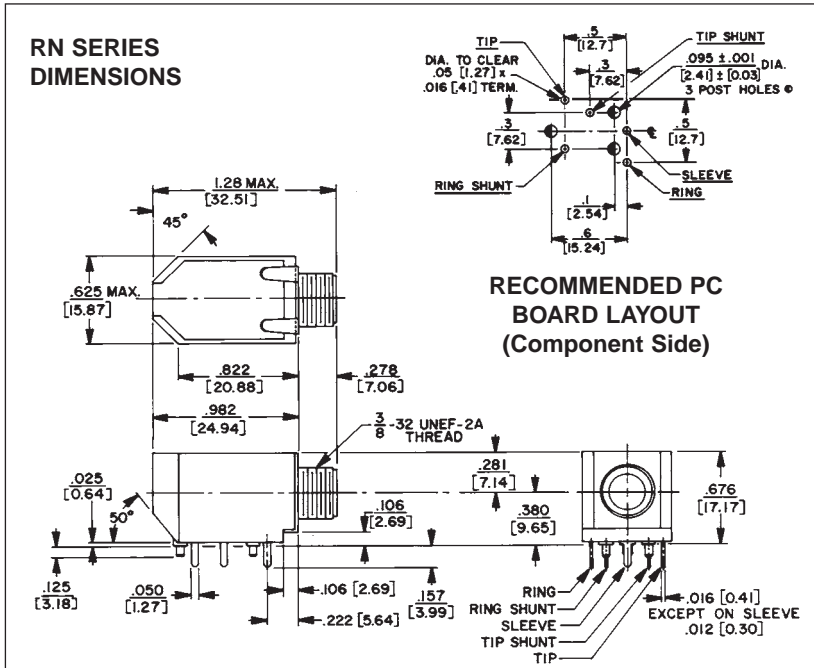 RN SERIES
DIMENSIONS
TIP
DIA. TO CLEAR
.05 [1.27] x
.016 [.41] TERM.
.5
[12.7]
.3
[7.62]
TIP SHUNT
.095 ±.001 DIA.
[2.41] ± [0.03]
3 POST HOLES
.3
[7.62]
.5
[12.7]
RING SHUNT
SLEEVE
RING
.1
[2.54]
.6
[15.24]
RECOMMENDED PC
BOARD LAYOUT
(Component Side)
1.28 MAX.
[32.51]
45°
.625 MAX.
[15.87]
.822
[20.88]
.278
[7.06]
.982
[24.94]
3/8-32 UNEF-2A
THREAD
.025
[0.64]
50°
.281
[7.14]
.106
[2.69]
.380
[9.65]
.676
[17.17]
.125
[3.18]
.050
[1.27]
.106 [2.69]
.157
[3.99]
.222 [5.64]
RING
RING SHUNT
SLEEVE
TIP SHUNT
TIP
.016 [0.41]
EXCEPT ON SLEEVE
.012 [0.30]